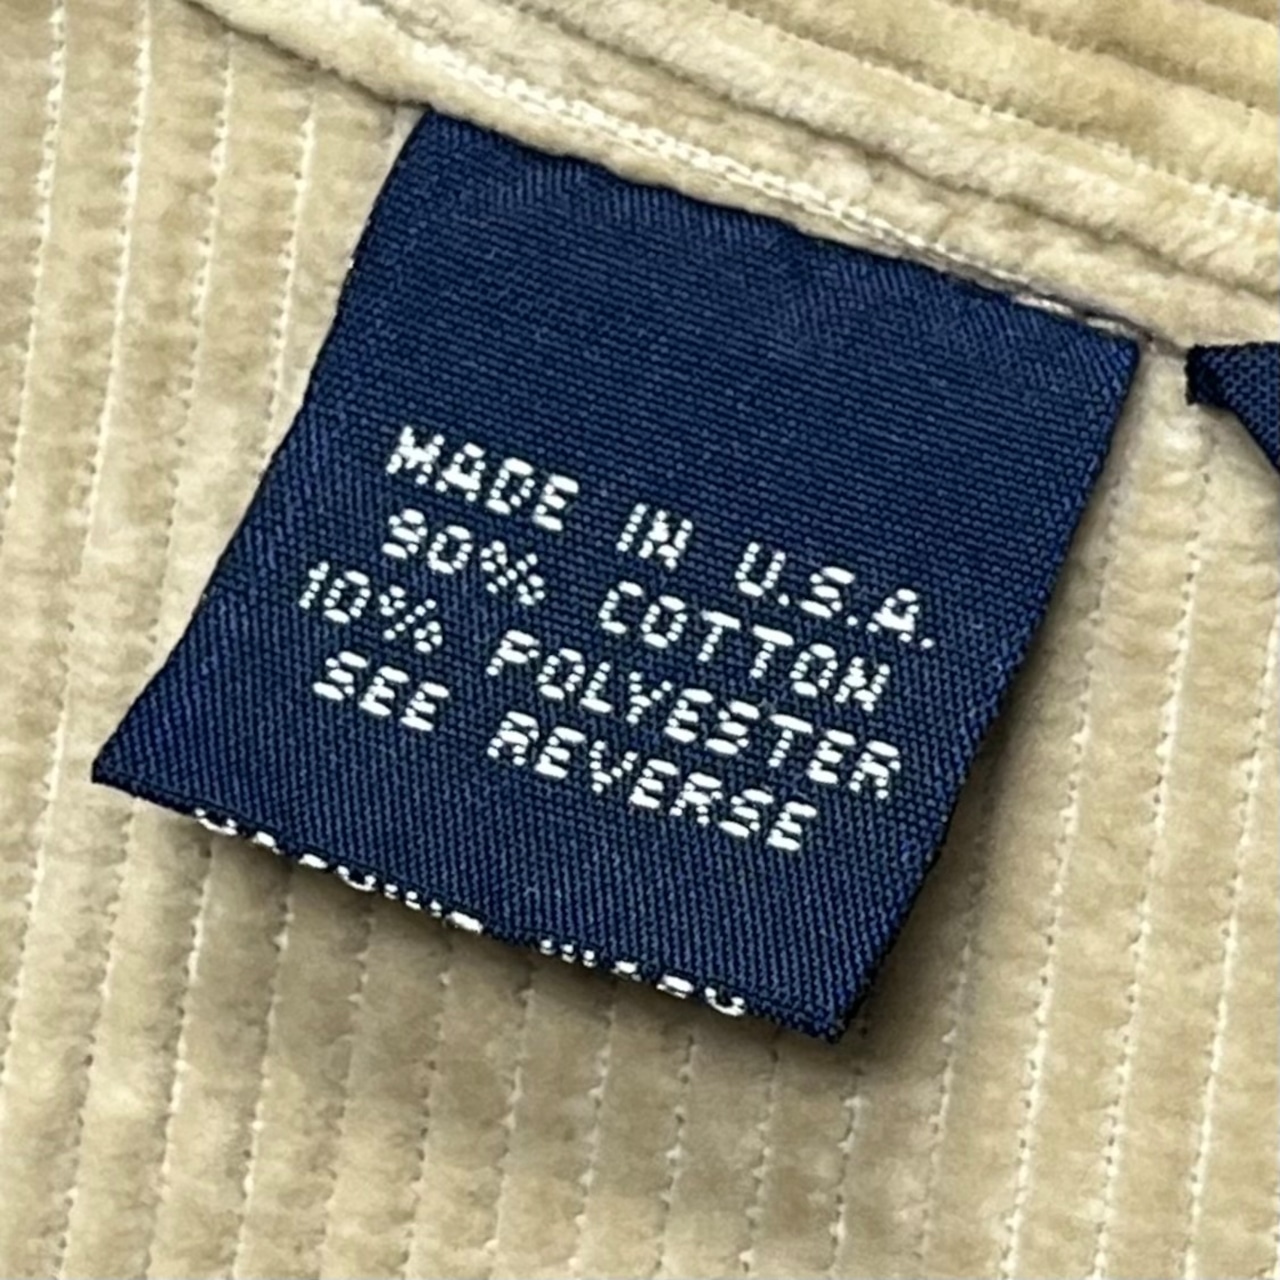 MADE IN U.S.A.
90% COTTON
10% POLYESTER
SEE REVERSE